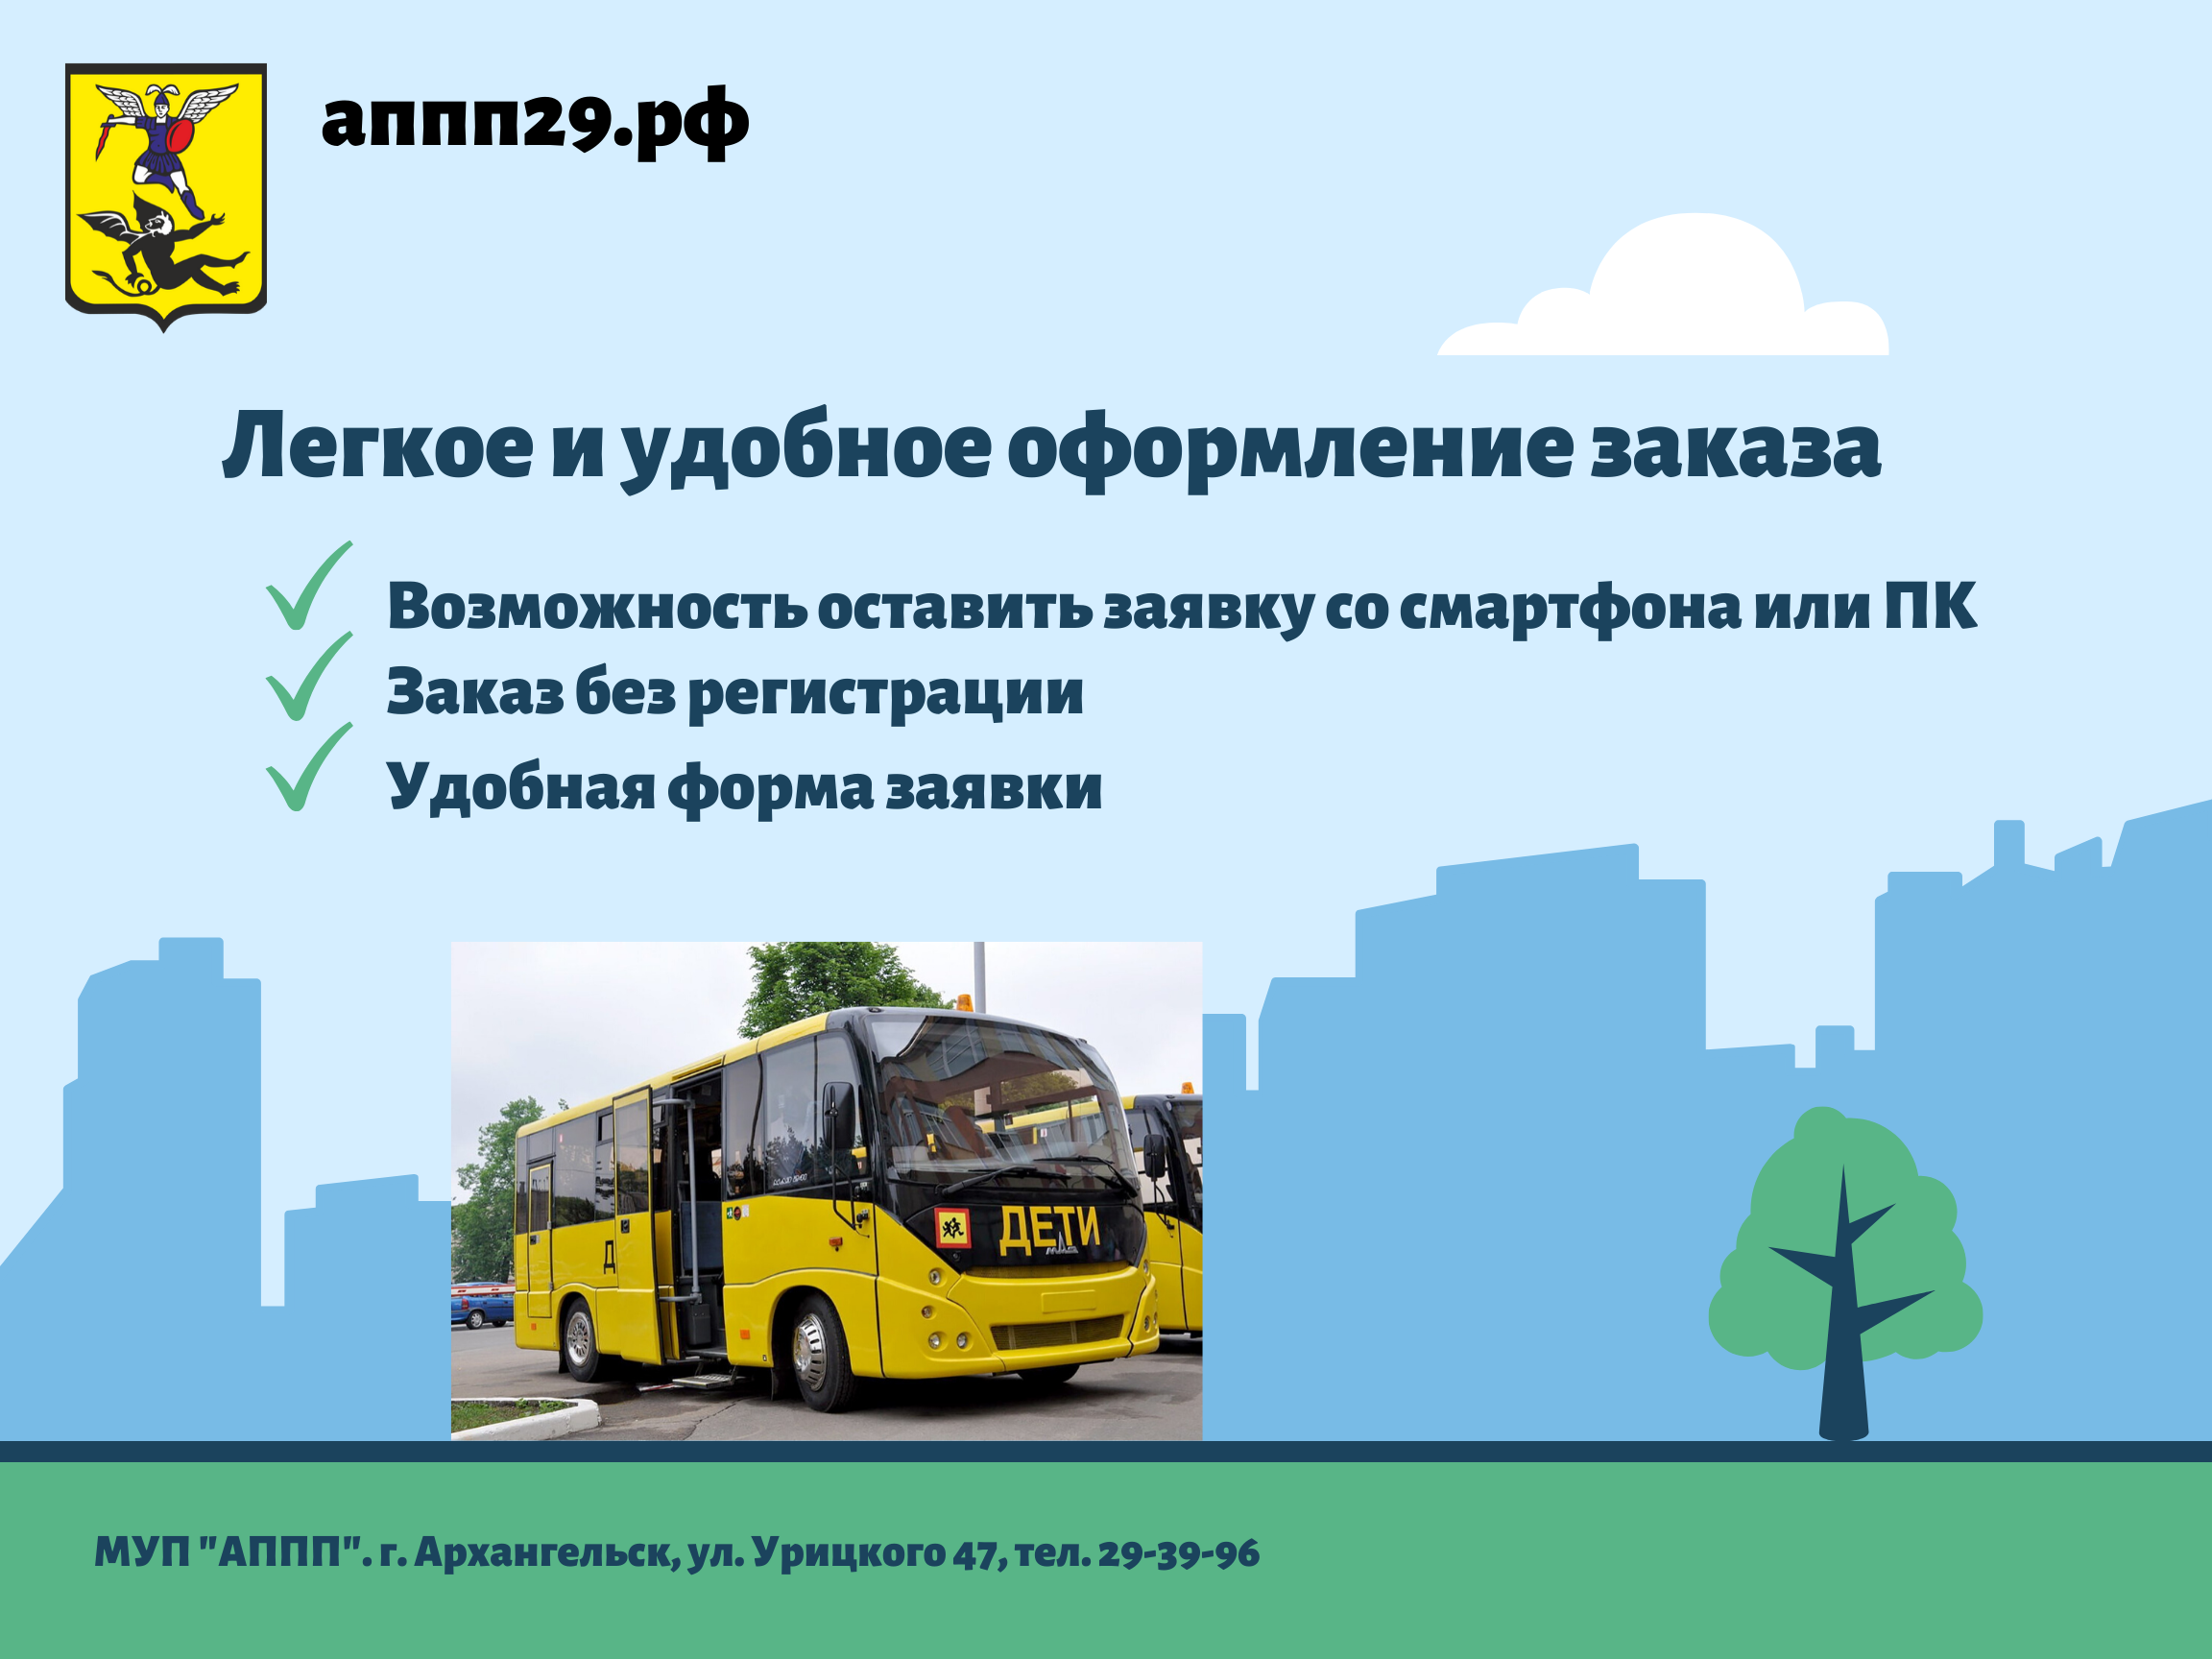 аппп29.рф
Легкое и удобное оформление заказа
Возможность оставить заявку со смартфона или ПК
Заказ без регистрации
Удобная форма заявки
ДЕТИ
МАЗ
Д
МУП "АППП". г. Архангельск, ул. Урицкого 47, тел. 29-39-96